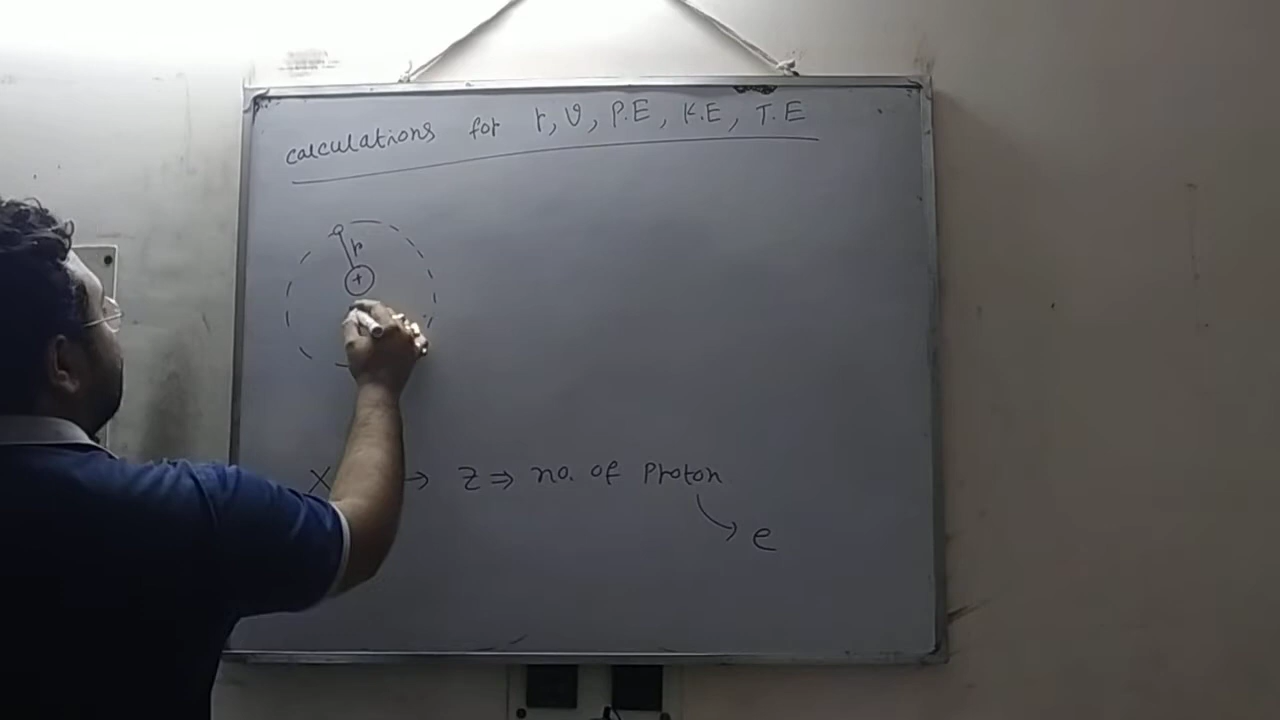 calculations for r, v, P.E, K.E, T.E
r
+
X → Z ⇒ no. of Proton
e